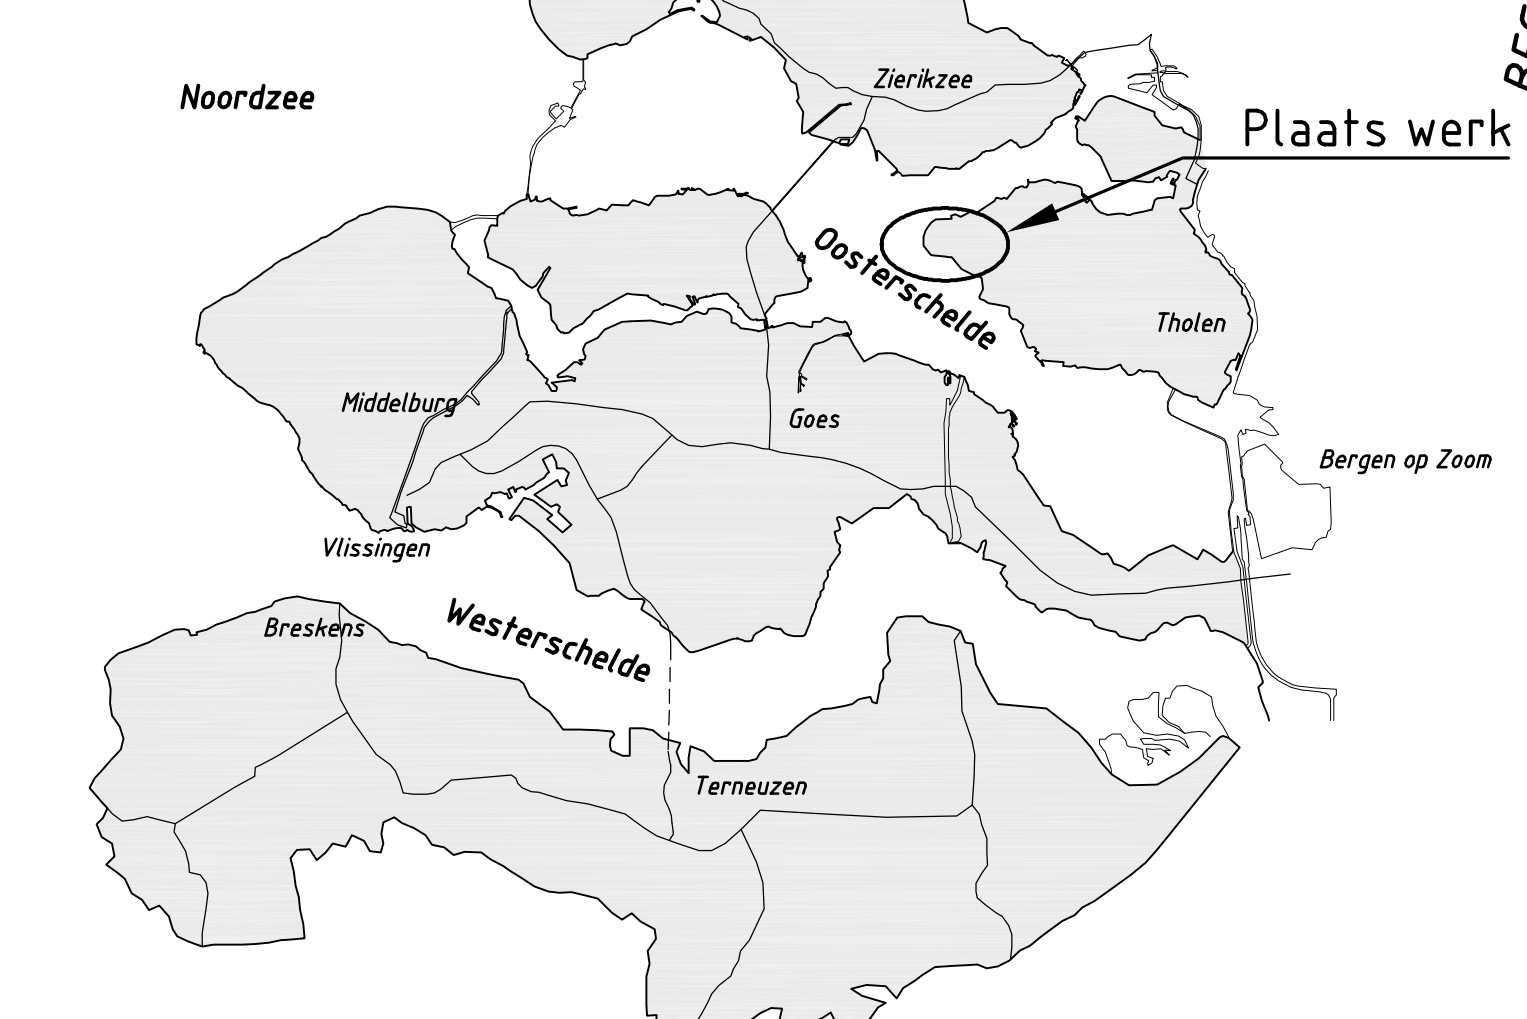 Zierikzee
Noordzee
Plaats werk
Oosterschelde
Tholen
Middelburg
Goes
Bergen op Zoom
Vlissingen
Westerschelde
Breskens
Terneuzen